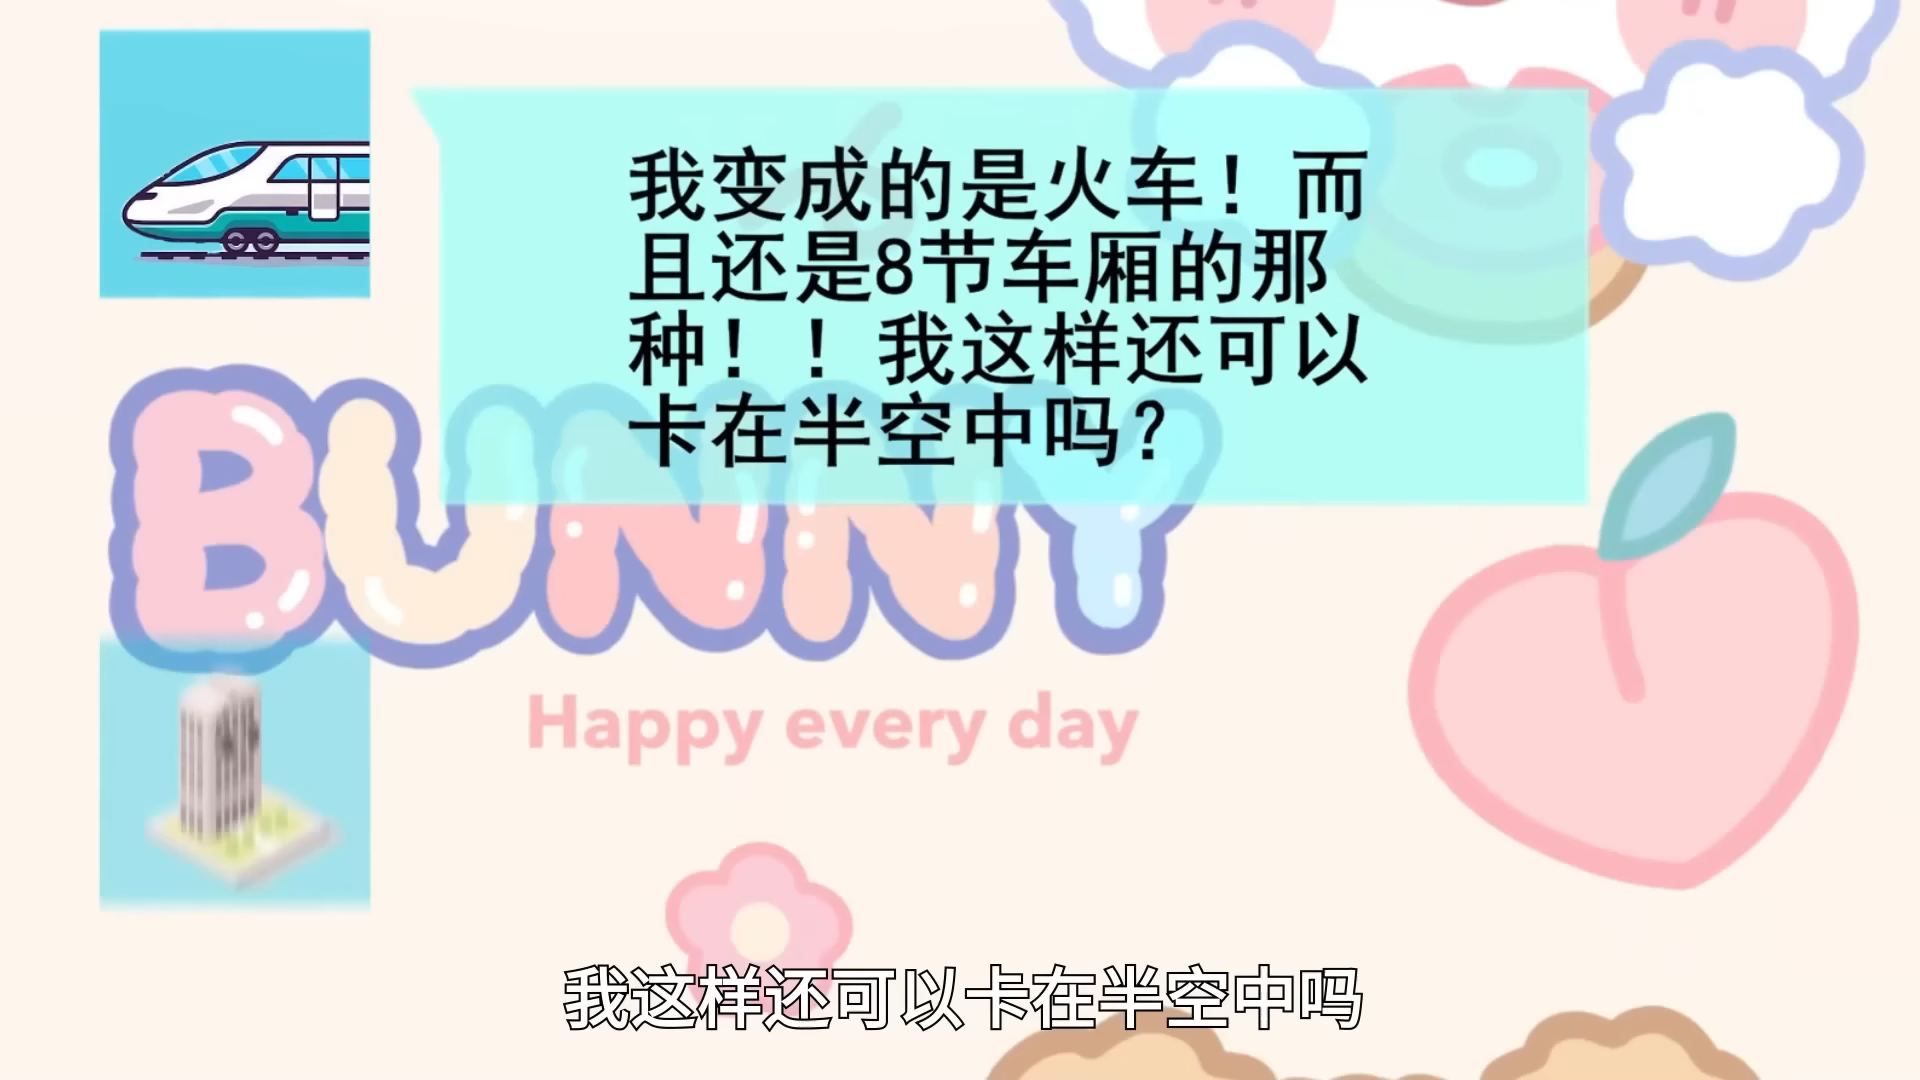 我变成的是火车！而
且还是8节车厢的那
种！！我这样还可以
卡在半空中吗？
BUNNY
Happy every day
我这样还可以卡在半空中吗